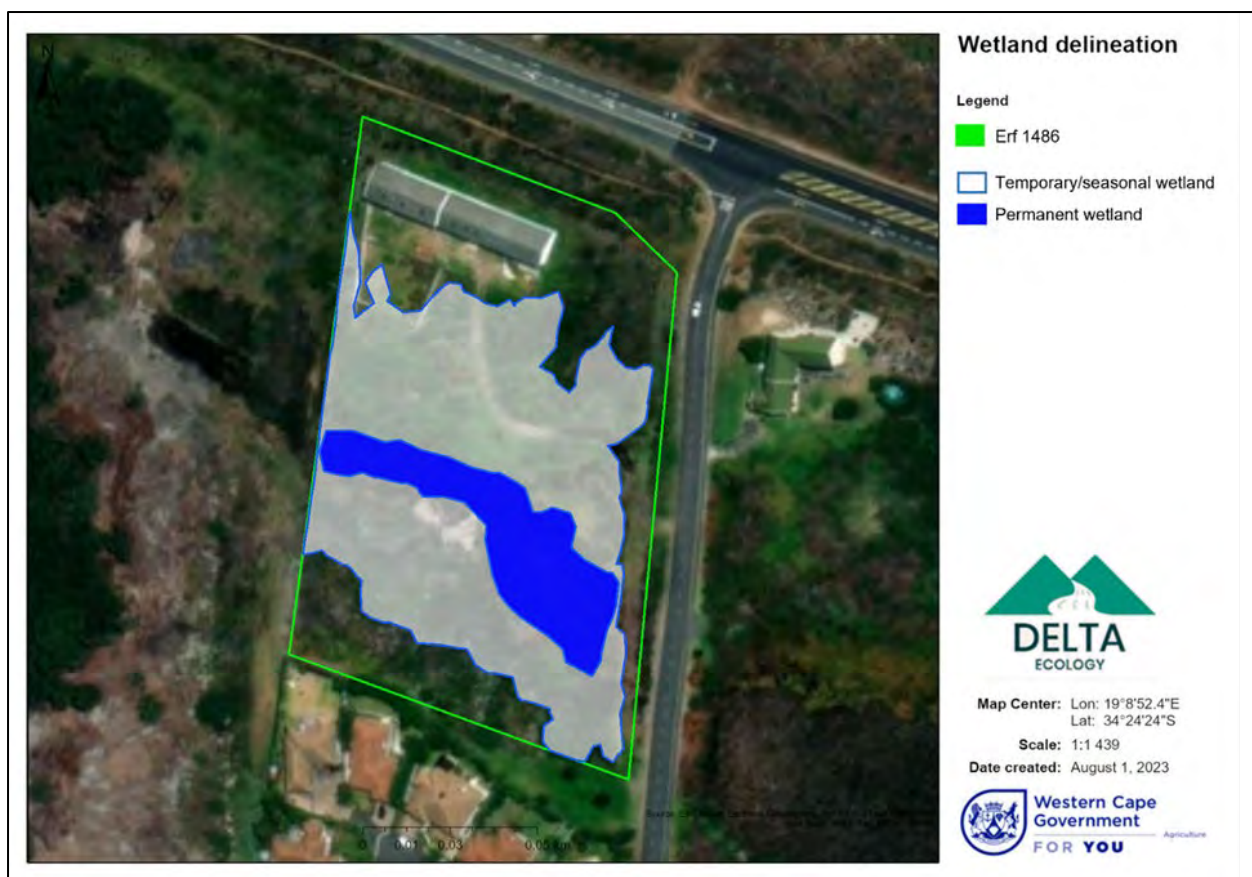 N
Wetland delineation
Legend
Erf 1486
Temporary/seasonal wetland
Permanent wetland
DELTA
ECOLOGY
Map Center: Lon: 19°8'52.4"E
Lat: 34°24'24"S
Scale: 1:1 439
Date created: August 1, 2023
Western Cape
Government
Agriculture
FOR YOU
0 0.01 0.03 0.05 km